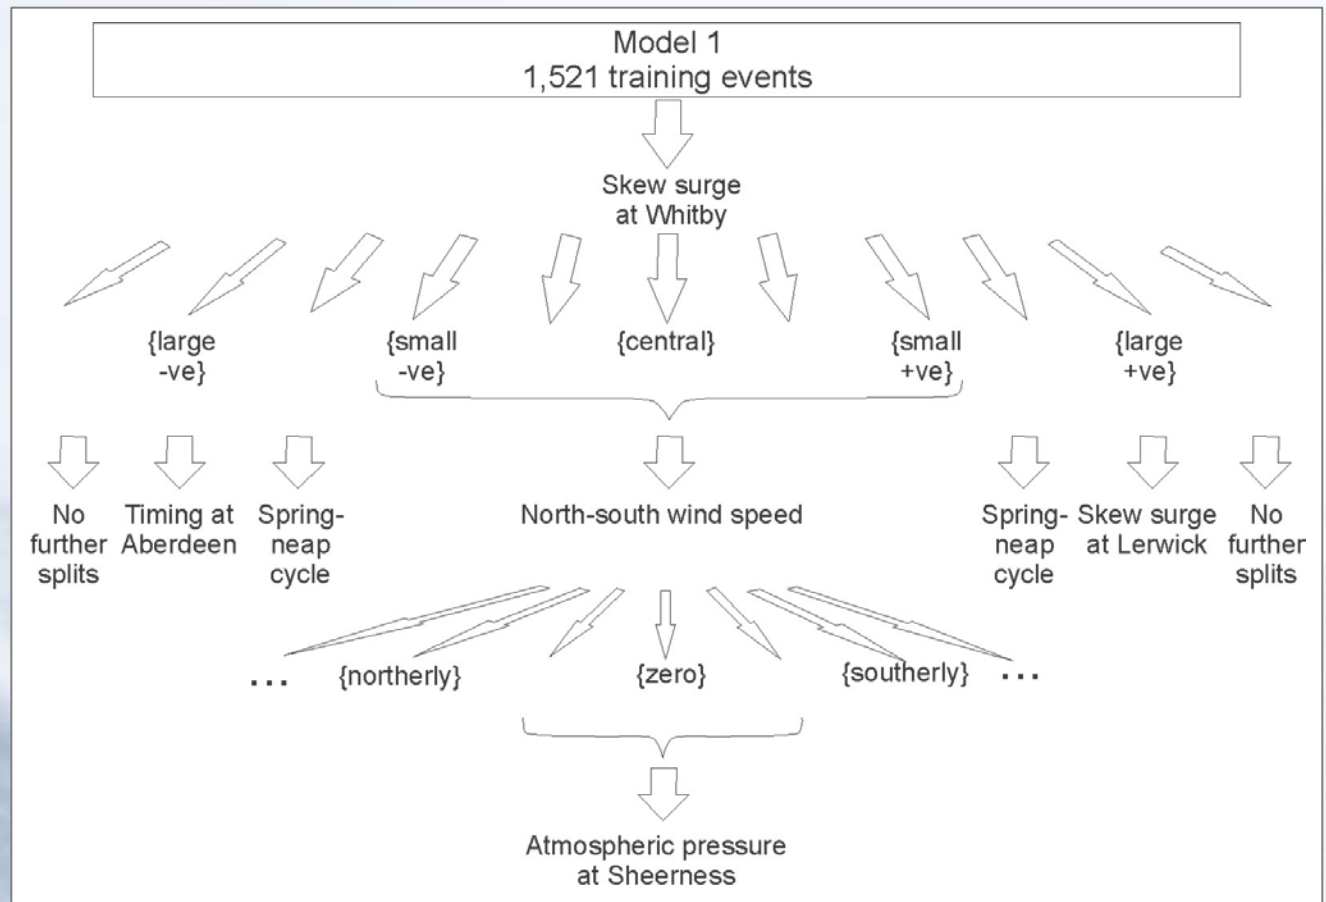 Model 1
1,521 training events
Skew surge
at Whitby
{large
-ve}
{small
-ve}
{central}
{small
+ve}
{large
+ve}
No
further
splits
Timing at
Aberdeen
Spring-
neap
cycle
North-south wind speed
Spring-
neap
cycle
Skew surge
at Lerwick
No
further
splits
...
{northerly}
{zero}
{southerly}
...
Atmospheric pressure
at Sheerness